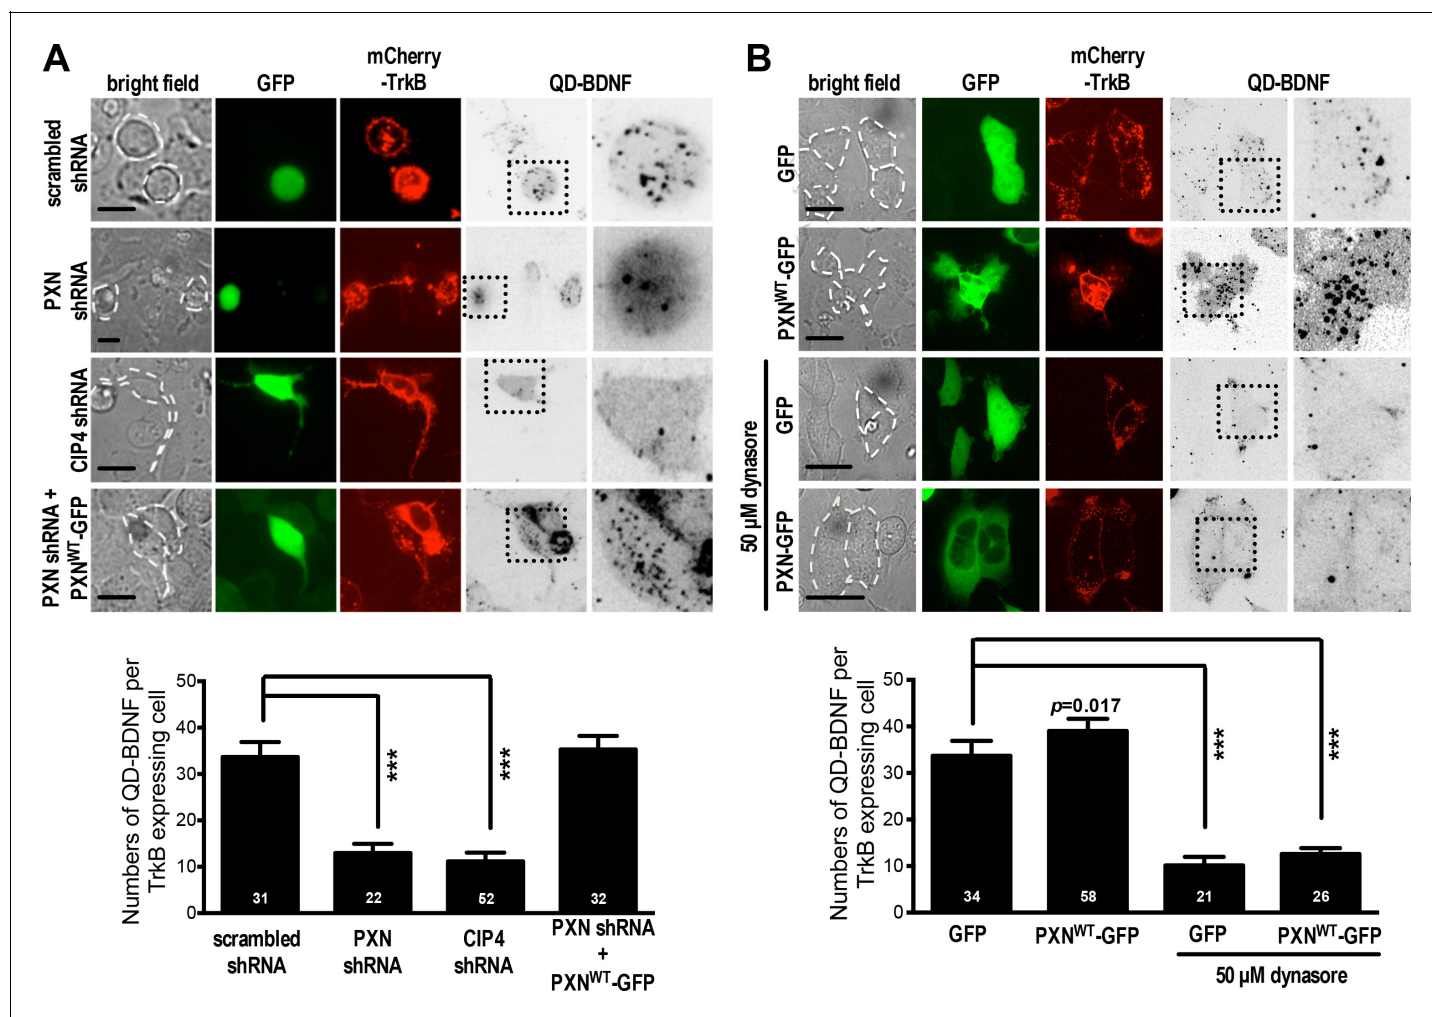 A
bright field GFP mCherry -TrkB QD-BDNF
scrambled shRNA
PXN shRNA
CIP4 shRNA
PXN shRNA + PXNWT-GFP
Numbers of QD-BDNF per TrkB expressing cell
50
40
30
20
10
0
*** ***
31 22 52 32
scrambled shRNA
PXN shRNA
CIP4 shRNA
PXN shRNA + PXNWT-GFP
B
bright field GFP mCherry -TrkB QD-BDNF
GFP
PXNWT-GFP
GFP
PXN-GFP
50 µM dynasore
Numbers of QD-BDNF per TrkB expressing cell
50
40
30
20
10
0
p=0.017
*** ***
34 58 21 26
GFP PXNWT-GFP GFP PXNWT-GFP
50 µM dynasore